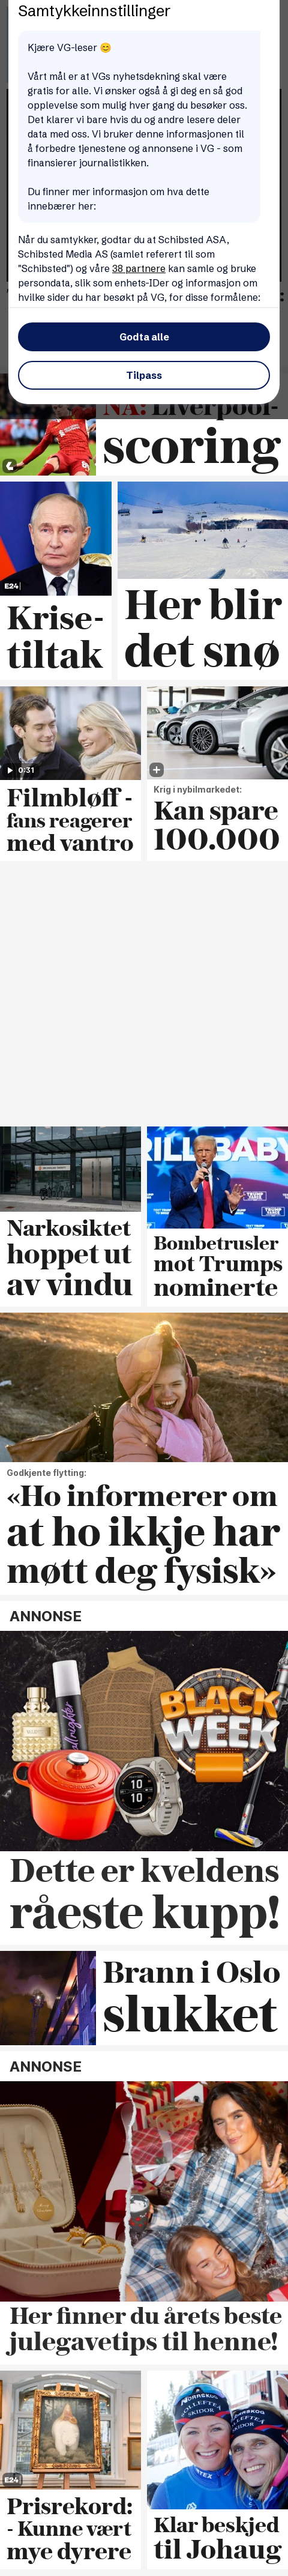 Samtykkeinnstillinger
Kjære VG-leser 😊
Vårt mål er at VGs nyhetsdekning skal være
gratis for alle. Vi ønsker også å gi deg en så god
opplevelse som mulig hver gang du besøker oss.
Det klarer vi bare hvis du og andre lesere deler
data med oss. Vi bruker denne informasjonen til
å forbedre tjenestene og annonsene i VG - som
finansierer journalistikken.
Du finner mer informasjon om hva dette
innebærer her:
Når du samtykker, godtar du at Schibsted ASA,
Schibsted Media AS (samlet referert til som
"Schibsted") og våre 38 partnere kan samle og bruke
persondata, slik som enhets-IDer og informasjon om
hvilke sider du har besøkt på VG, for disse formålene:
Godta alle
Tilpass
NÅ: Liverpool-
scoring
E24
Krise-
tiltak
Her blir
det snø
0:31
Filmbløff -
fans reagerer
med vantro
Krig i nybilmarkedet:
Kan spare
100.000
Narkosiktet
hoppet ut
av vindu
Bombetrusler
mot Trumps
nominerte
Godkjente flytting:
«Ho informerer om
at ho ikkje har
møtt deg fysisk»
ANNONSE
BLACK
WEEK
Dette er kveldens
råeste kupp!
Brann i Oslo
slukket
ANNONSE
Her finner du årets beste
julegavetips til henne!
E24
Prisrekord:
- Kunne vært
mye dyrere
Klar beskjed
til Johaug